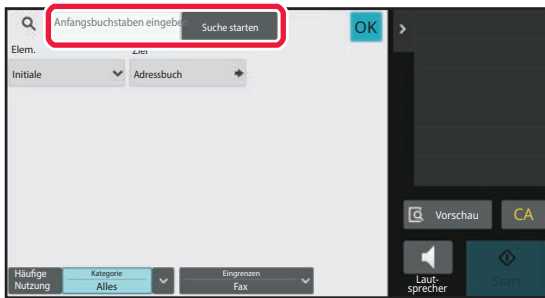 Anfangsbuchstaben eingeben
Suche starten
OK
Elem.
Ziel
Initiale
Adressbuch
Vorschau
CA
Häufige
Nutzung
Kategorie
Alles
Eingrenzen
Fax
Laut-
sprecher
Start